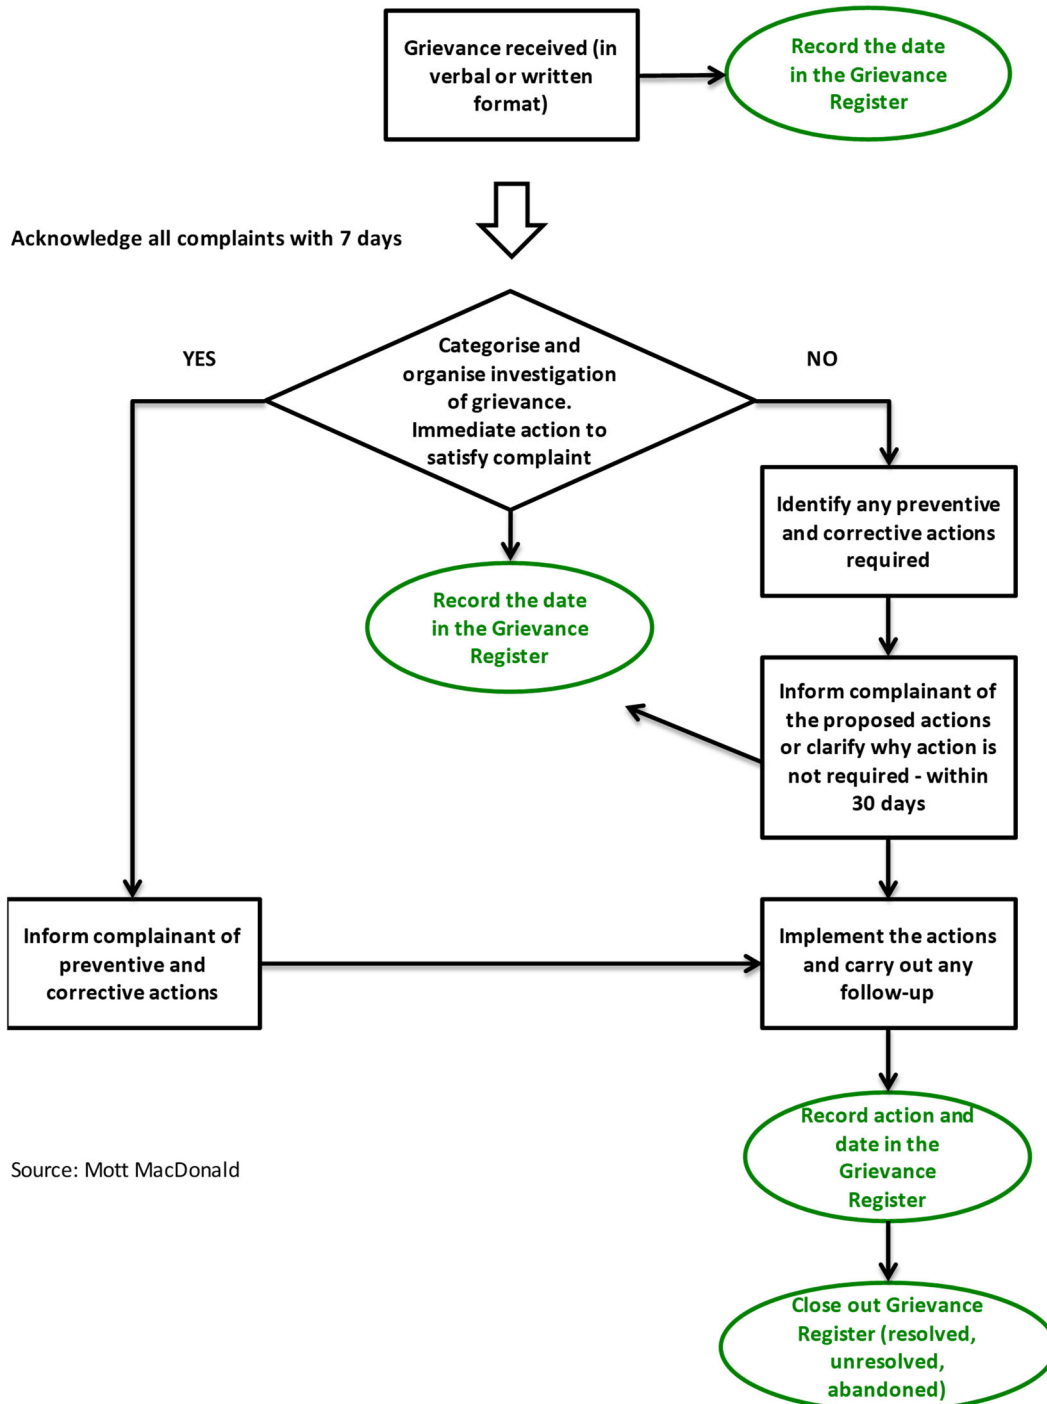 Grievance received (in
verbal or written
format)
Record the date
in the Grievance
Register
Acknowledge all complaints with 7 days
YES
Categorise and
organise investigation
of grievance.
Immediate action to
satisfy complaint
NO
Identify any preventive
and corrective actions
required
Record the date
in the Grievance
Register
Inform complainant of
the proposed actions
or clarify why action is
not required - within
30 days
Inform complainant of
preventive and
corrective actions
Implement the actions
and carry out any
follow-up
Record action and
date in the
Grievance
Register
Source: Mott MacDonald
Close out Grievance
Register (resolved,
unresolved,
abandoned)